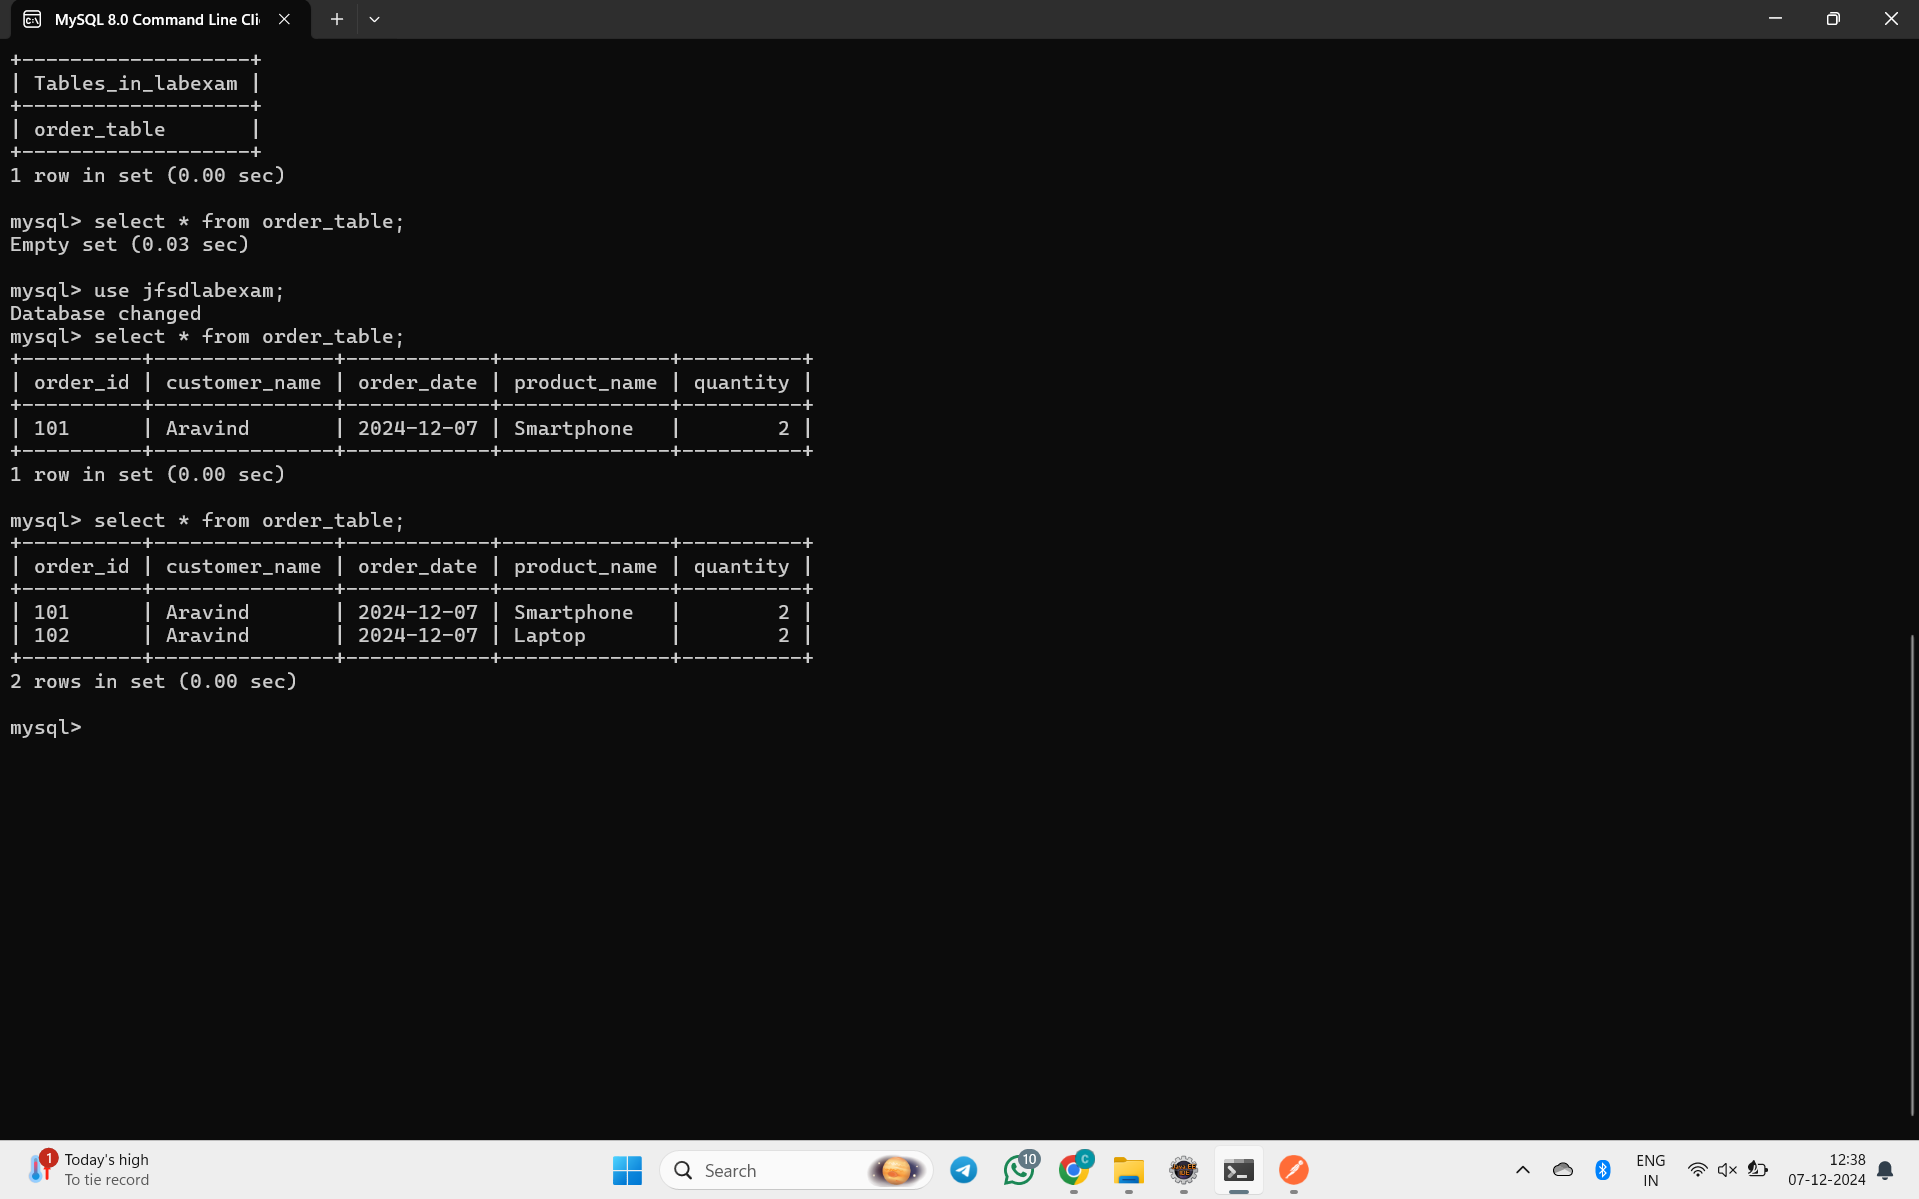 MySQL 8.0 Command Line Cli
+-------------------+
| Tables_in_labexam |
+-------------------+
| order_table       |
+-------------------+
1 row in set (0.00 sec)
mysql> select * from order_table;
Empty set (0.03 sec)
mysql> use jfsdlabexam;
Database changed
mysql> select * from order_table;
+----------+---------------+------------+--------------+----------+
| order_id | customer_name | order_date | product_name | quantity |
+----------+---------------+------------+--------------+----------+
| 101      | Aravind       | 2024-12-07 | Smartphone   |        2 |
+----------+---------------+------------+--------------+----------+
1 row in set (0.00 sec)
mysql> select * from order_table;
+----------+---------------+------------+--------------+----------+
| order_id | customer_name | order_date | product_name | quantity |
+----------+---------------+------------+--------------+----------+
| 101      | Aravind       | 2024-12-07 | Smartphone   |        2 |
| 102      | Aravind       | 2024-12-07 | Laptop       |        2 |
+----------+---------------+------------+--------------+----------+
2 rows in set (0.00 sec)
mysql>
1
Today's high
To tie record
Search
10
C
ENG
IN
12:38
07-12-2024